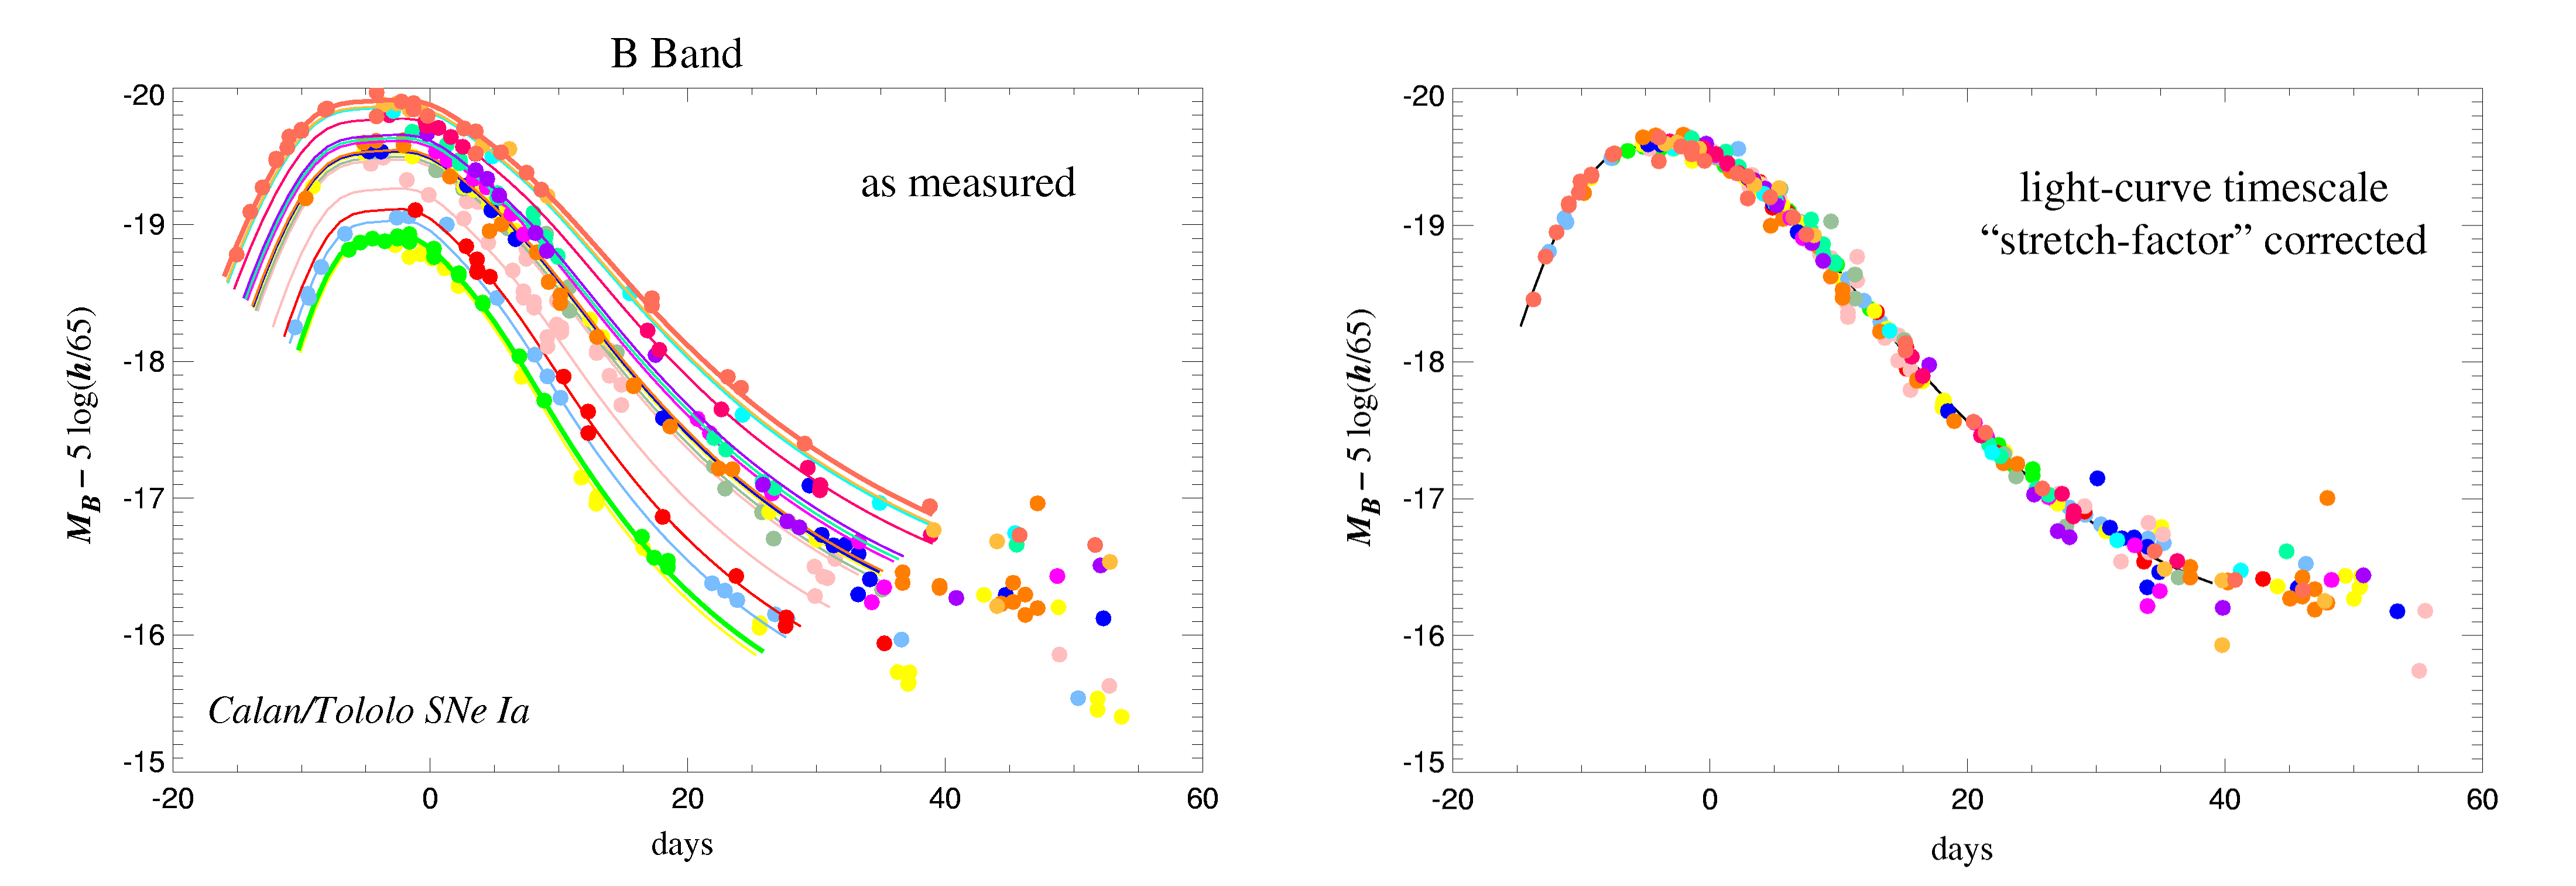 B Band
-20
-19
-18
-17
-16
-15
M_B – 5 log(h/65)
as measured
Calan/Tololo SNe Ia
-20 0 20 40 60
days
-20
-19
-18
-17
-16
-15
M_B – 5 log(h/65)
light-curve timescale
“stretch-factor” corrected
-20 0 20 40 60
days